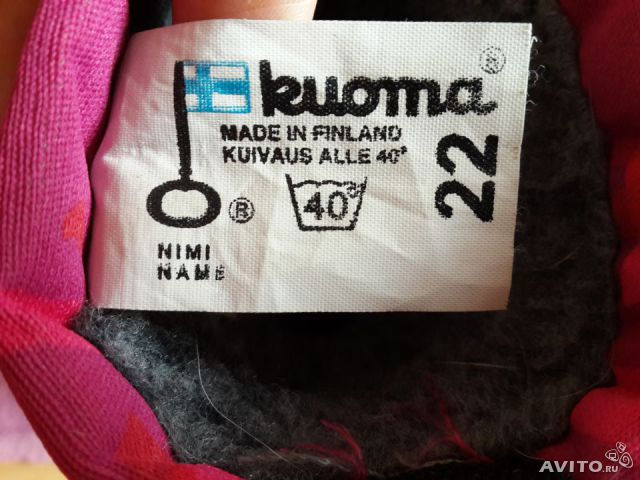 kuoma®
MADE IN FINLAND
KUIVAUS ALLE 40°
22
® 40°
NIMI
NAME
AVITO.ru